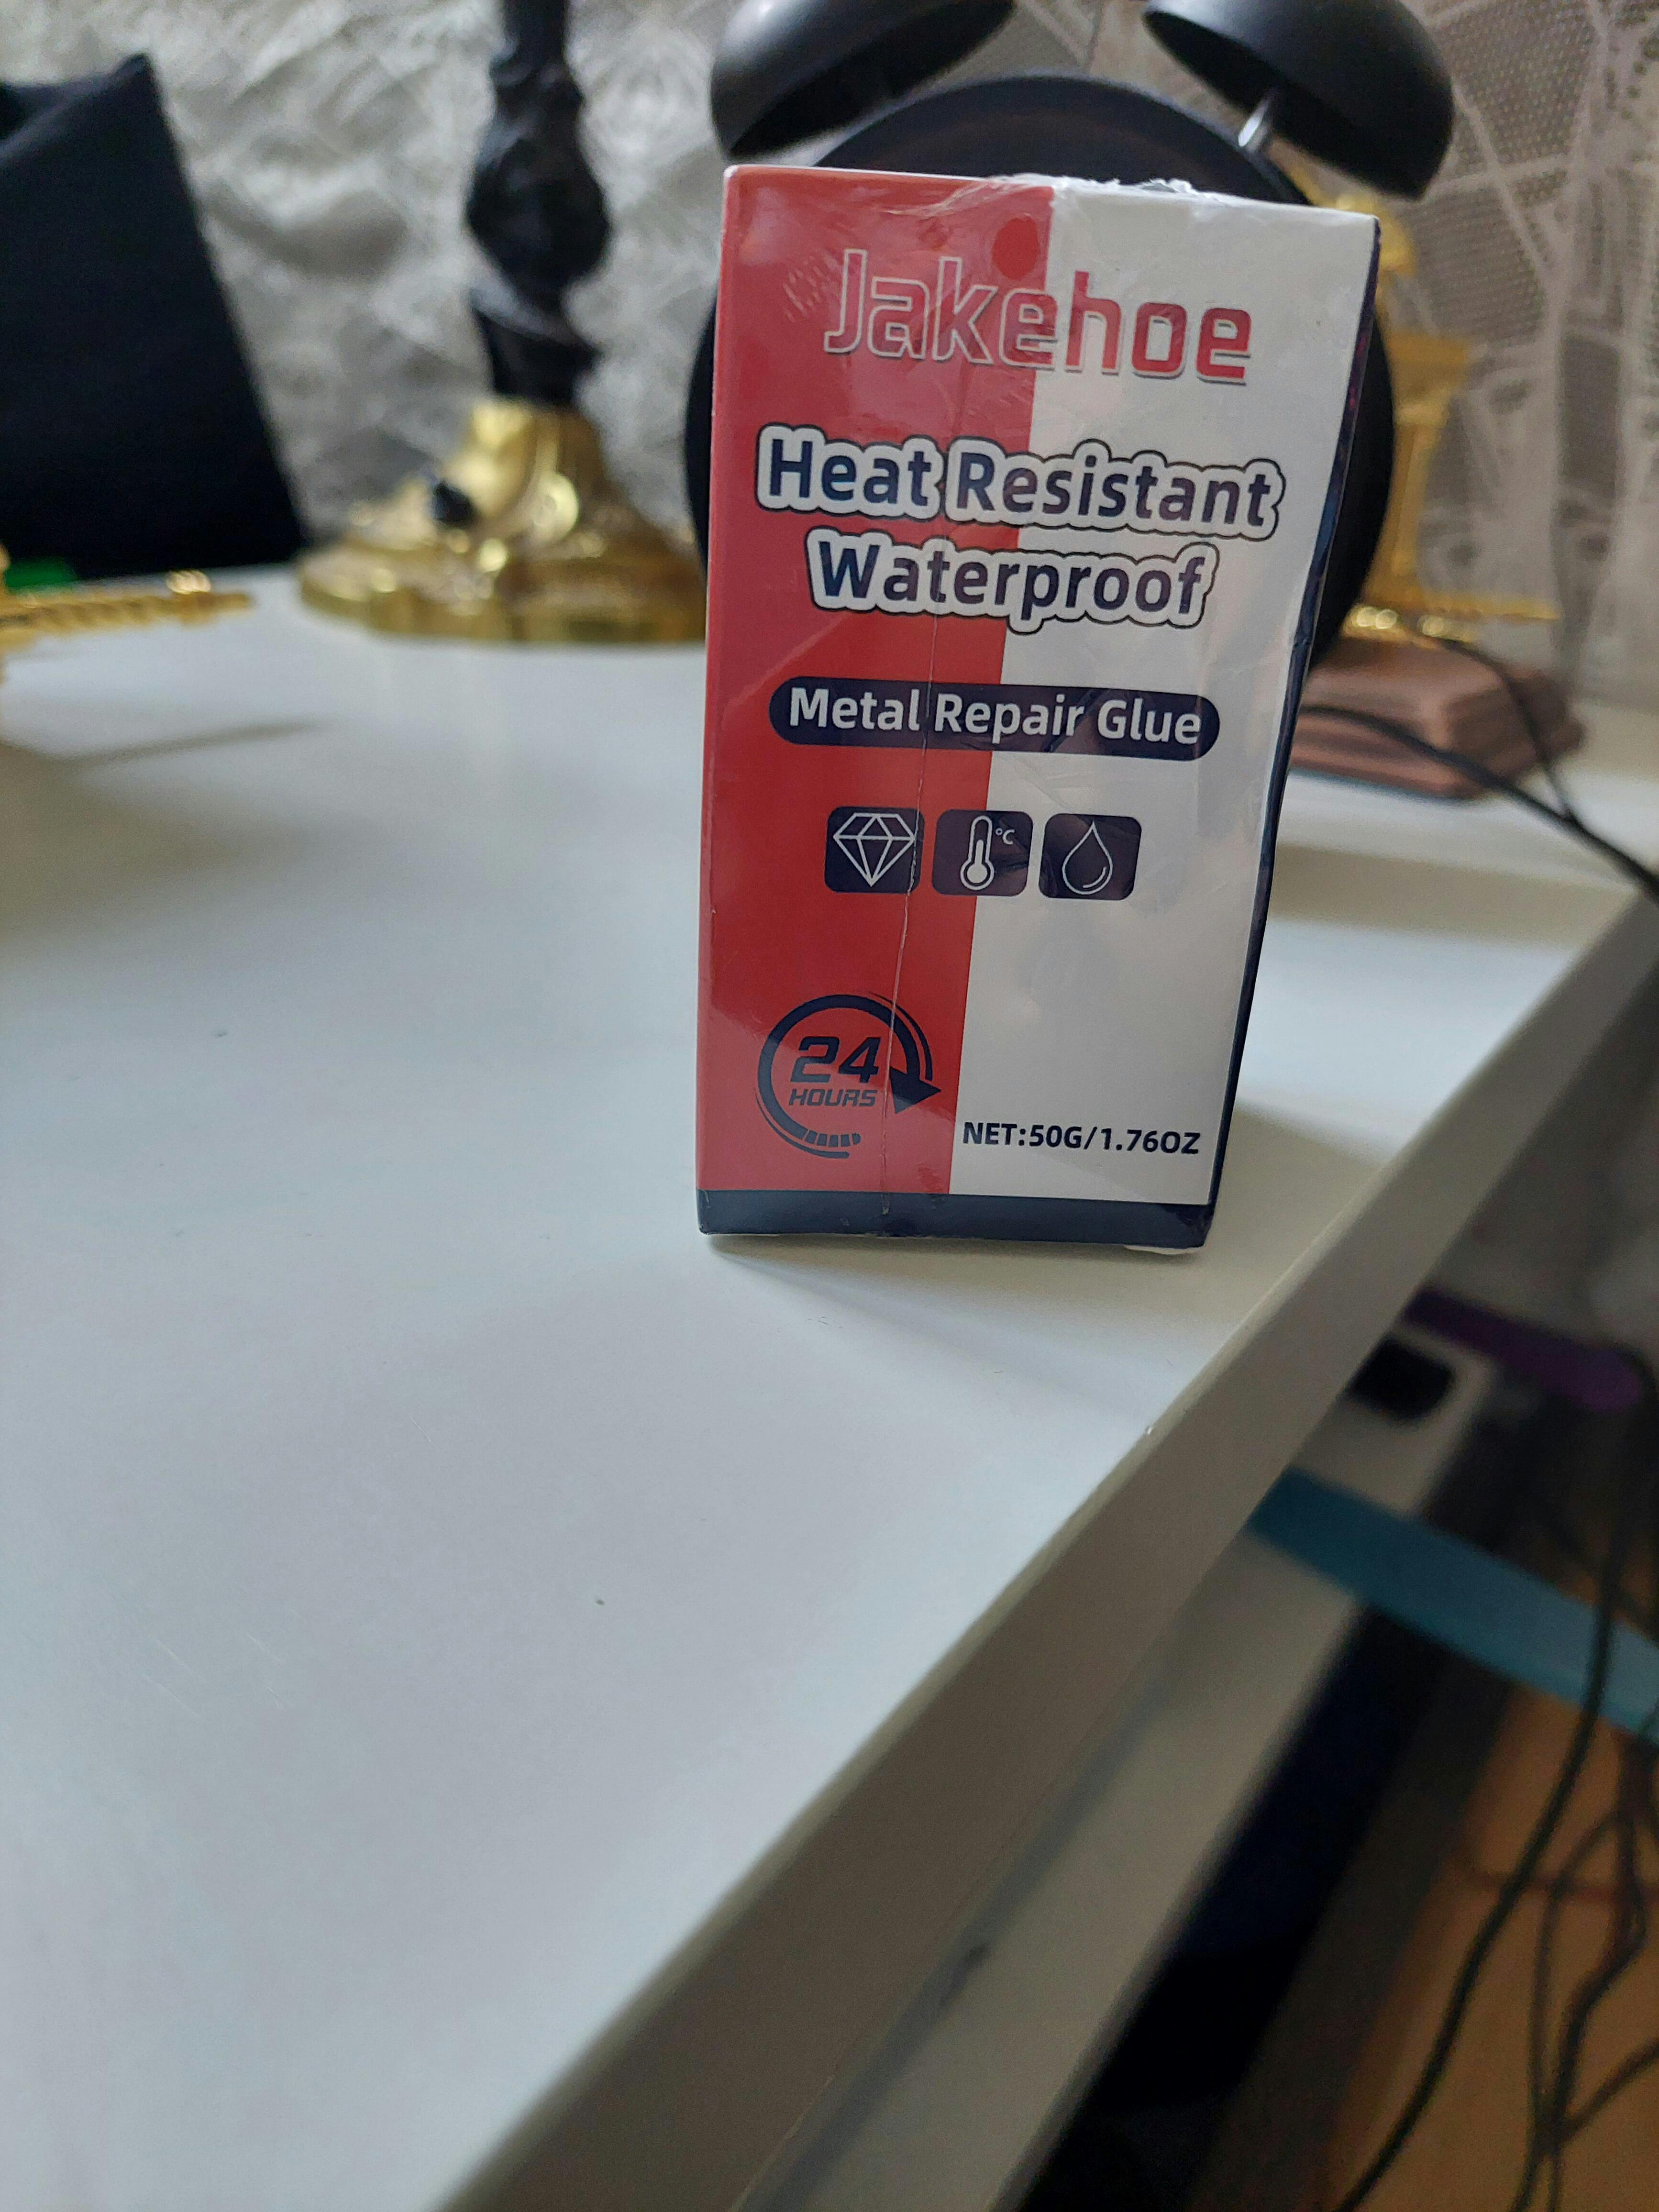 Jakehoe
Heat Resistant
Waterproof
Metal Repair Glue
°C
24
HOURS
NET:50G/1.76OZ